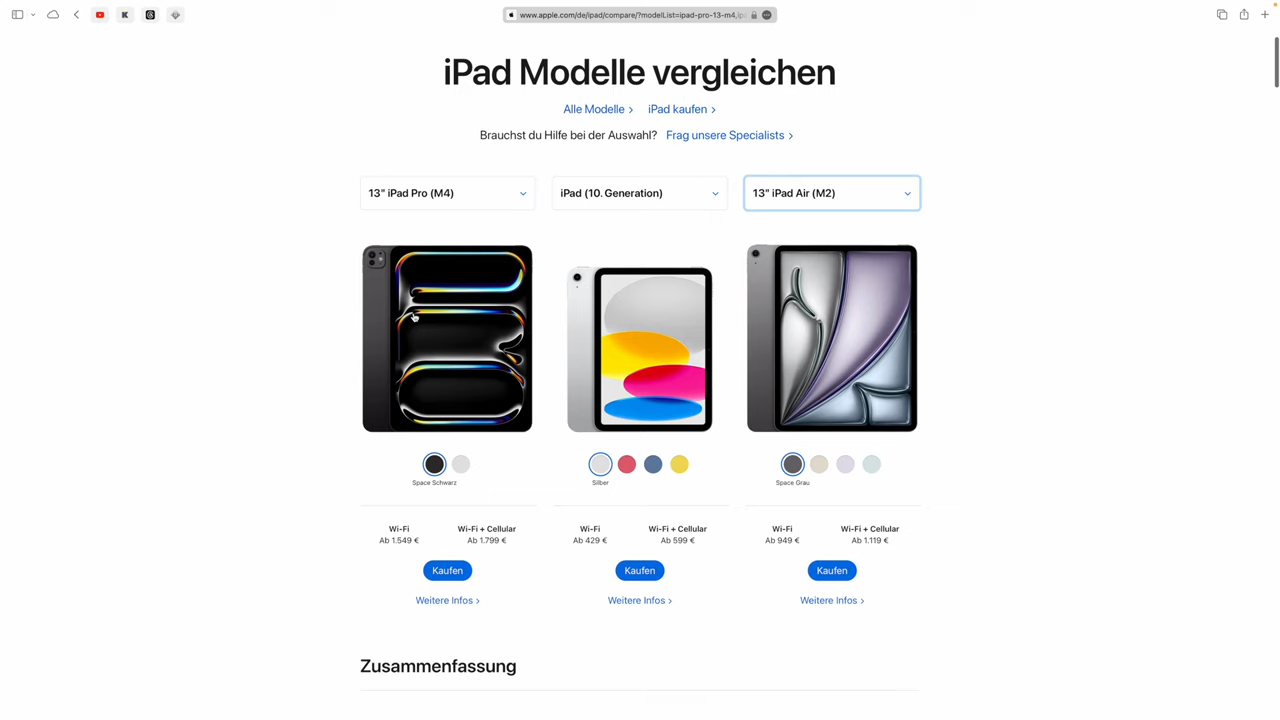 www.apple.com/de/ipad/compare/?modelList=ipad-pro-13-m4,ip
iPad Modelle vergleichen
Alle Modelle > iPad kaufen >
Brauchst du Hilfe bei der Auswahl? Frag unsere Specialists >
13" iPad Pro (M4) iPad (10. Generation) 13" iPad Air (M2)
Space Schwarz Silber Space Grau
Wi-Fi Wi-Fi + Cellular Wi-Fi Wi-Fi + Cellular Wi-Fi Wi-Fi + Cellular
Ab 1.549 € Ab 1.799 € Ab 429 € Ab 599 € Ab 949 € Ab 1.119 €
Kaufen Kaufen Kaufen
Weitere Infos > Weitere Infos > Weitere Infos >
Zusammenfassung